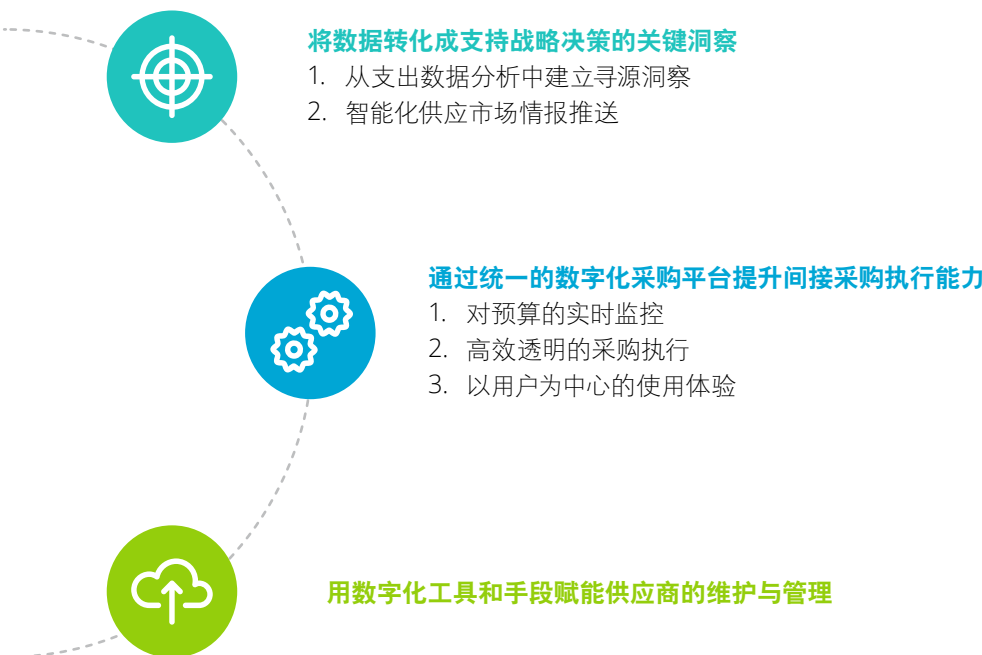 将数据转化成支持战略决策的关键洞察
1. 从支出数据分析中建立寻源洞察
2. 智能化供应市场情报推送
通过统一的数字化采购平台提升间接采购执行能力
1. 对预算的实时监控
2. 高效透明的采购执行
3. 以用户为中心的使用体验
用数字化工具和手段赋能供应商的维护与管理